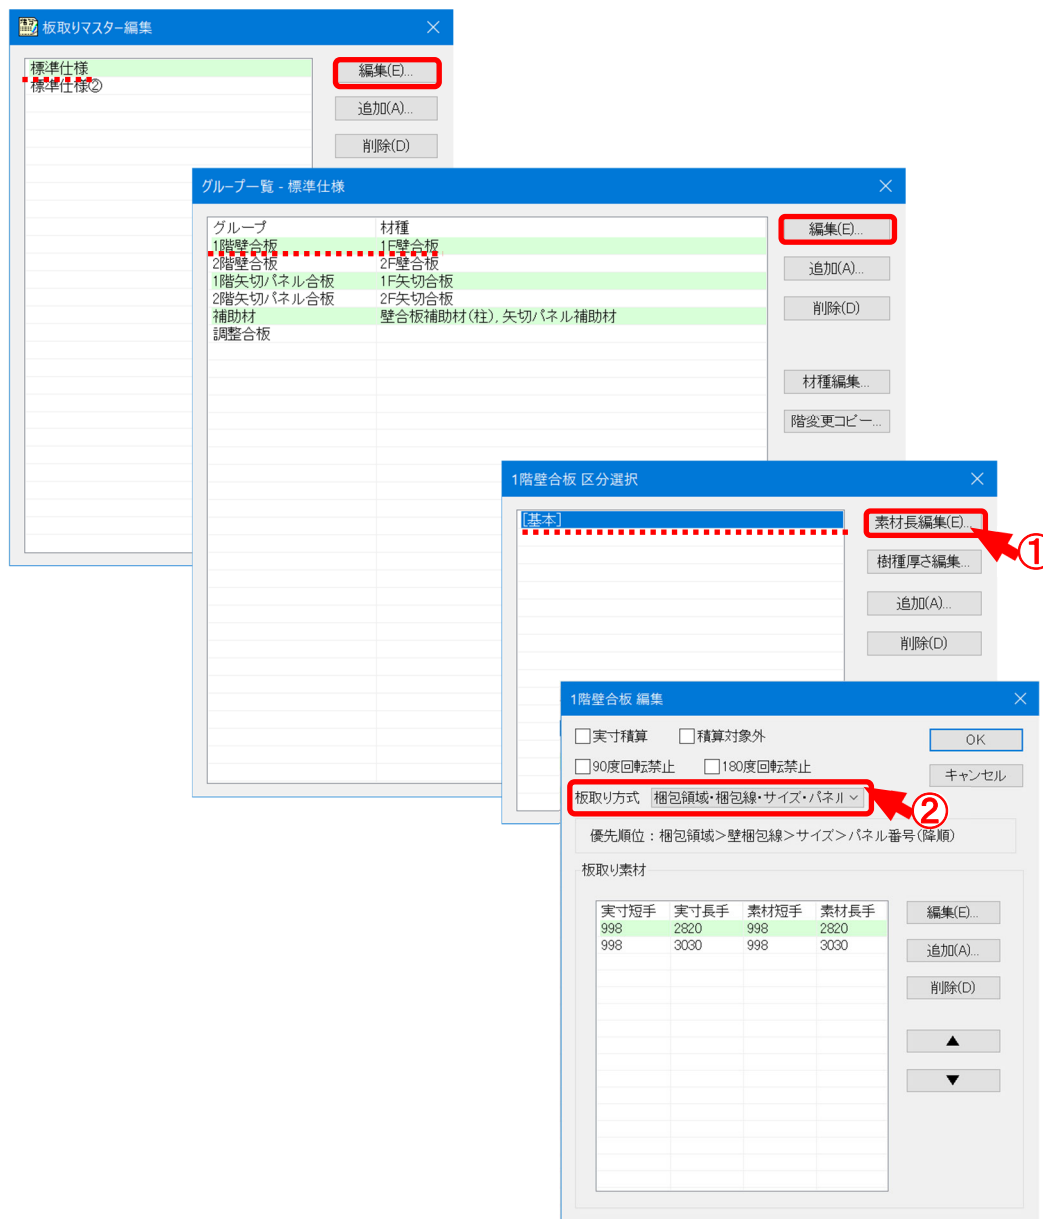 板取りマスター編集
標準仕様
標準仕様②
編集(E)...
追加(A)...
削除(D)
グループ一覧 - 標準仕様
グループ 材種
1階壁合板 1F壁合板
2階壁合板 2F壁合板
1階矢切パネル合板 1F矢切合板
2階矢切パネル合板 2F矢切合板
補助材 壁合板補助材(柱), 矢切パネル補助材
調整合板
編集(E)...
追加(A)...
削除(D)
材種編集...
階変更コピー...
1階壁合板 区分選択
[基本]
素材長編集(E)...
①
樹種厚さ編集...
追加(A)...
削除(D)
1階壁合板 編集
実寸積算 積算対象外
90度回転禁止 180度回転禁止
OK
キャンセル
板取り方式 梱包領域・梱包線・サイズ・パネル
②
優先順位：梱包領域>壁梱包線>サイズ>パネル番号(降順)
板取り素材
実寸短手 実寸長手 素材短手 素材長手
998 2820 998 2820
998 3030 998 3030
編集(E)...
追加(A)...
削除(D)
▲
▼